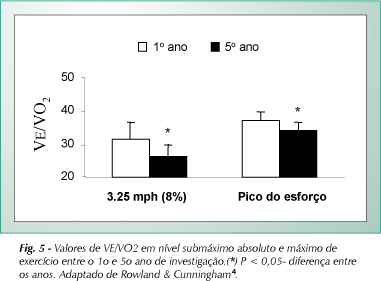 1º ano 5º ano
VE/VO2
50
40
30
20
*
*
3.25 mph (8%) Pico do esforço
Fig. 5 - Valores de VE/VO2 em nível submáximo absoluto e máximo de
exercício entre o 1o e 5o ano de investigação.(*) P < 0,05- diferença entre
os anos. Adaptado de Rowland & Cunningham4.